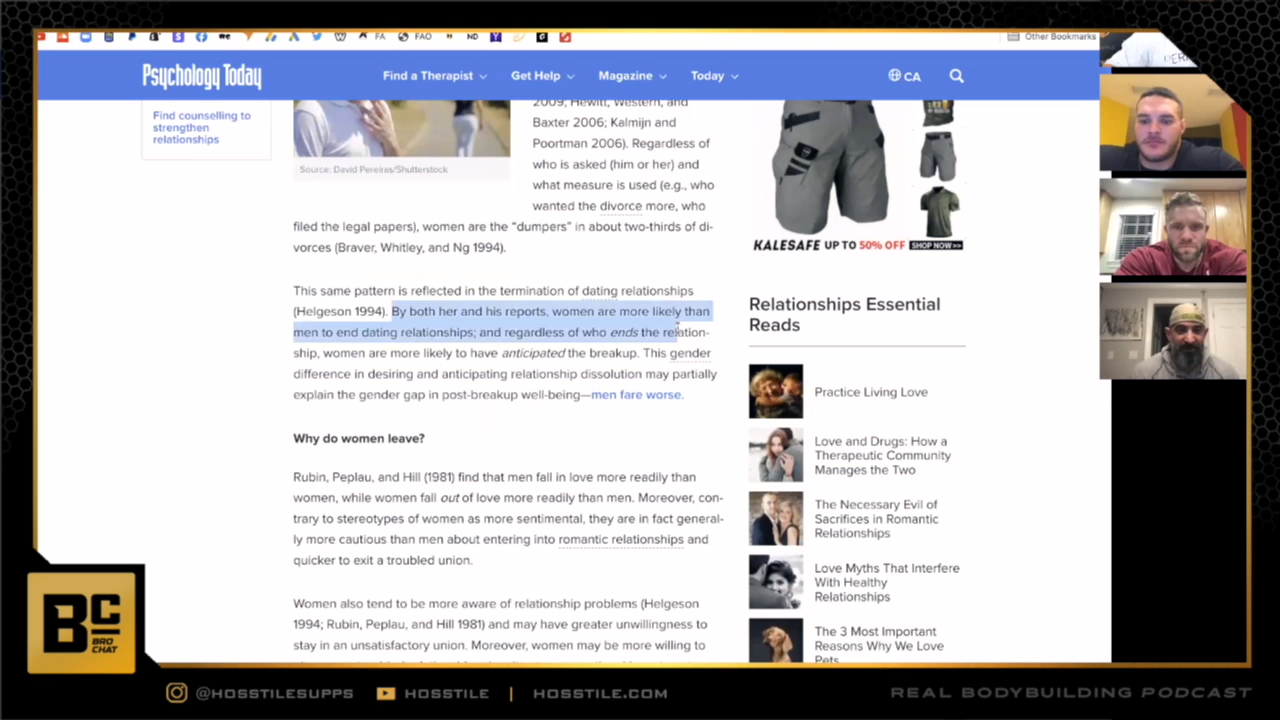 FA
FAO
ND
Other Bookmarks
Psychology Today
Find a Therapist
Get Help
Magazine
Today
CA
Find counselling to
strengthen
relationships
Source: David Pereiras/Shutterstock
2009; Hewitt, Western, and
Baxter 2006; Kalmijn and
Poortman 2006). Regardless of
who is asked (him or her) and
what measure is used (e.g., who
wanted the divorce more, who
filed the legal papers), women are the “dumpers” in about two-thirds of di-
vorces (Braver, Whitley, and Ng 1994).
This same pattern is reflected in the termination of dating relationships
(Helgeson 1994). By both her and his reports, women are more likely than
men to end dating relationships; and regardless of who ends the relation-
ship, women are more likely to have anticipated the breakup. This gender
difference in desiring and anticipating relationship dissolution may partially
explain the gender gap in post-breakup well-being—men fare worse.
Why do women leave?
Rubin, Peplau, and Hill (1981) find that men fall in love more readily than
women, while women fall out of love more readily than men. Moreover, con-
trary to stereotypes of women as more sentimental, they are in fact general-
ly more cautious than men about entering into romantic relationships and
quicker to exit a troubled union.
Women also tend to be more aware of relationship problems (Helgeson
1994; Rubin, Peplau, and Hill 1981) and may have greater unwillingness to
stay in an unsatisfactory union. Moreover, women may be more willing to
KALESAFE UP TO 50% OFF SHOP NOW>>
Relationships Essential
Reads
Practice Living Love
Love and Drugs: How a
Therapeutic Community
Manages the Two
The Necessary Evil of
Sacrifices in Romantic
Relationships
Love Myths That Interfere
With Healthy
Relationships
The 3 Most Important
Reasons Why We Love
Pets
BC
BRO
CHAT
@HOSSTILESUPPS
HOSSTILE
|
HOSSTILE.COM
REAL BODYBUILDING PODCAST